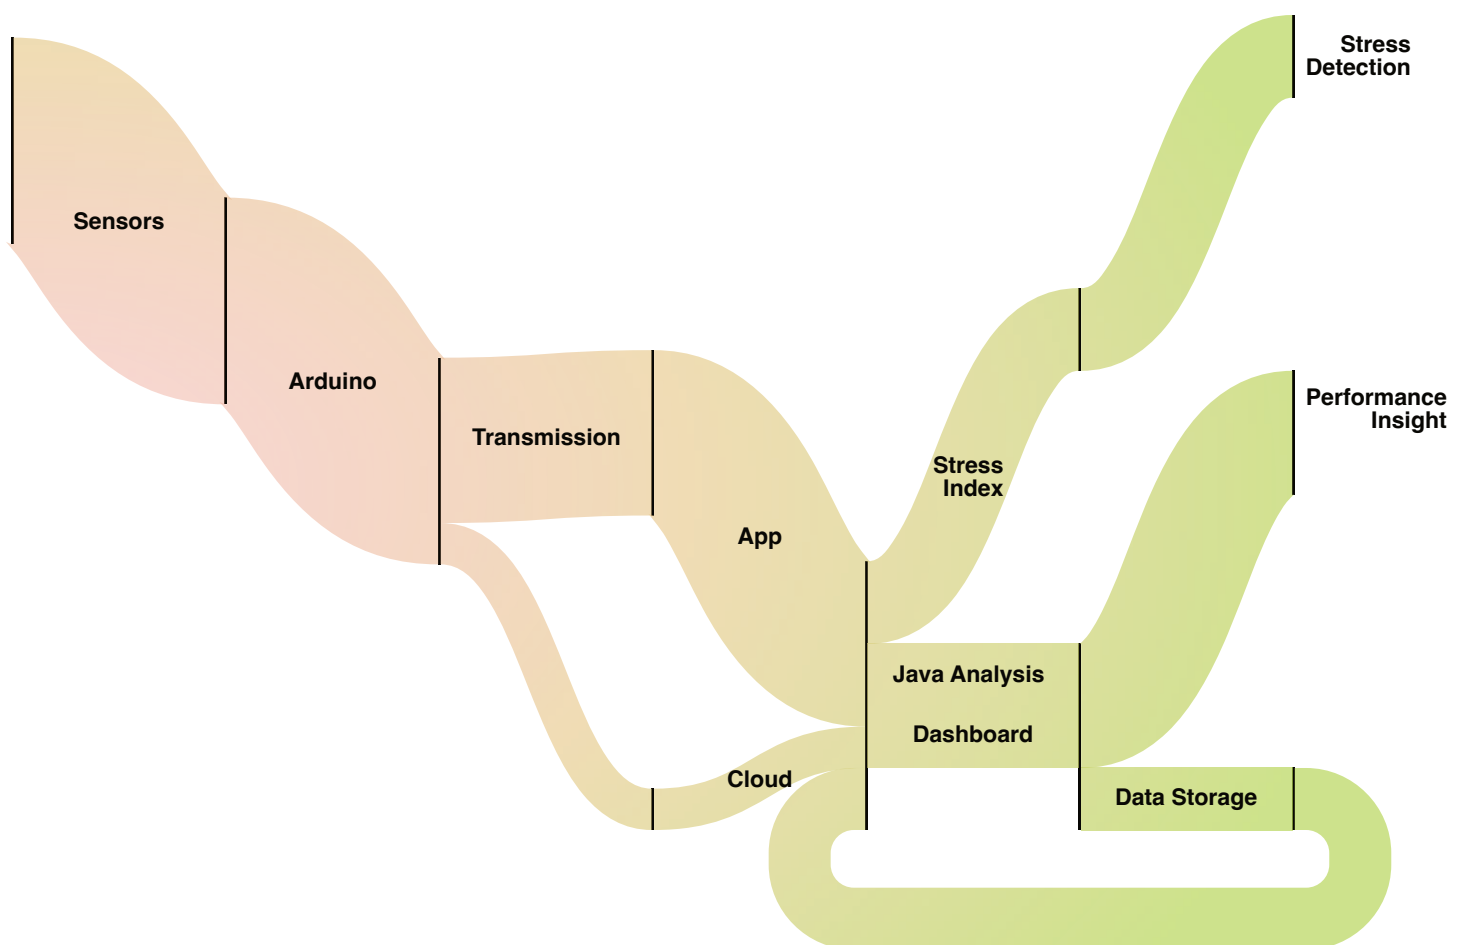 Sensors
Arduino
Transmission
App
Cloud
Stress
Index
Java Analysis
Dashboard
Data Storage
Stress
Detection
Performance
Insight